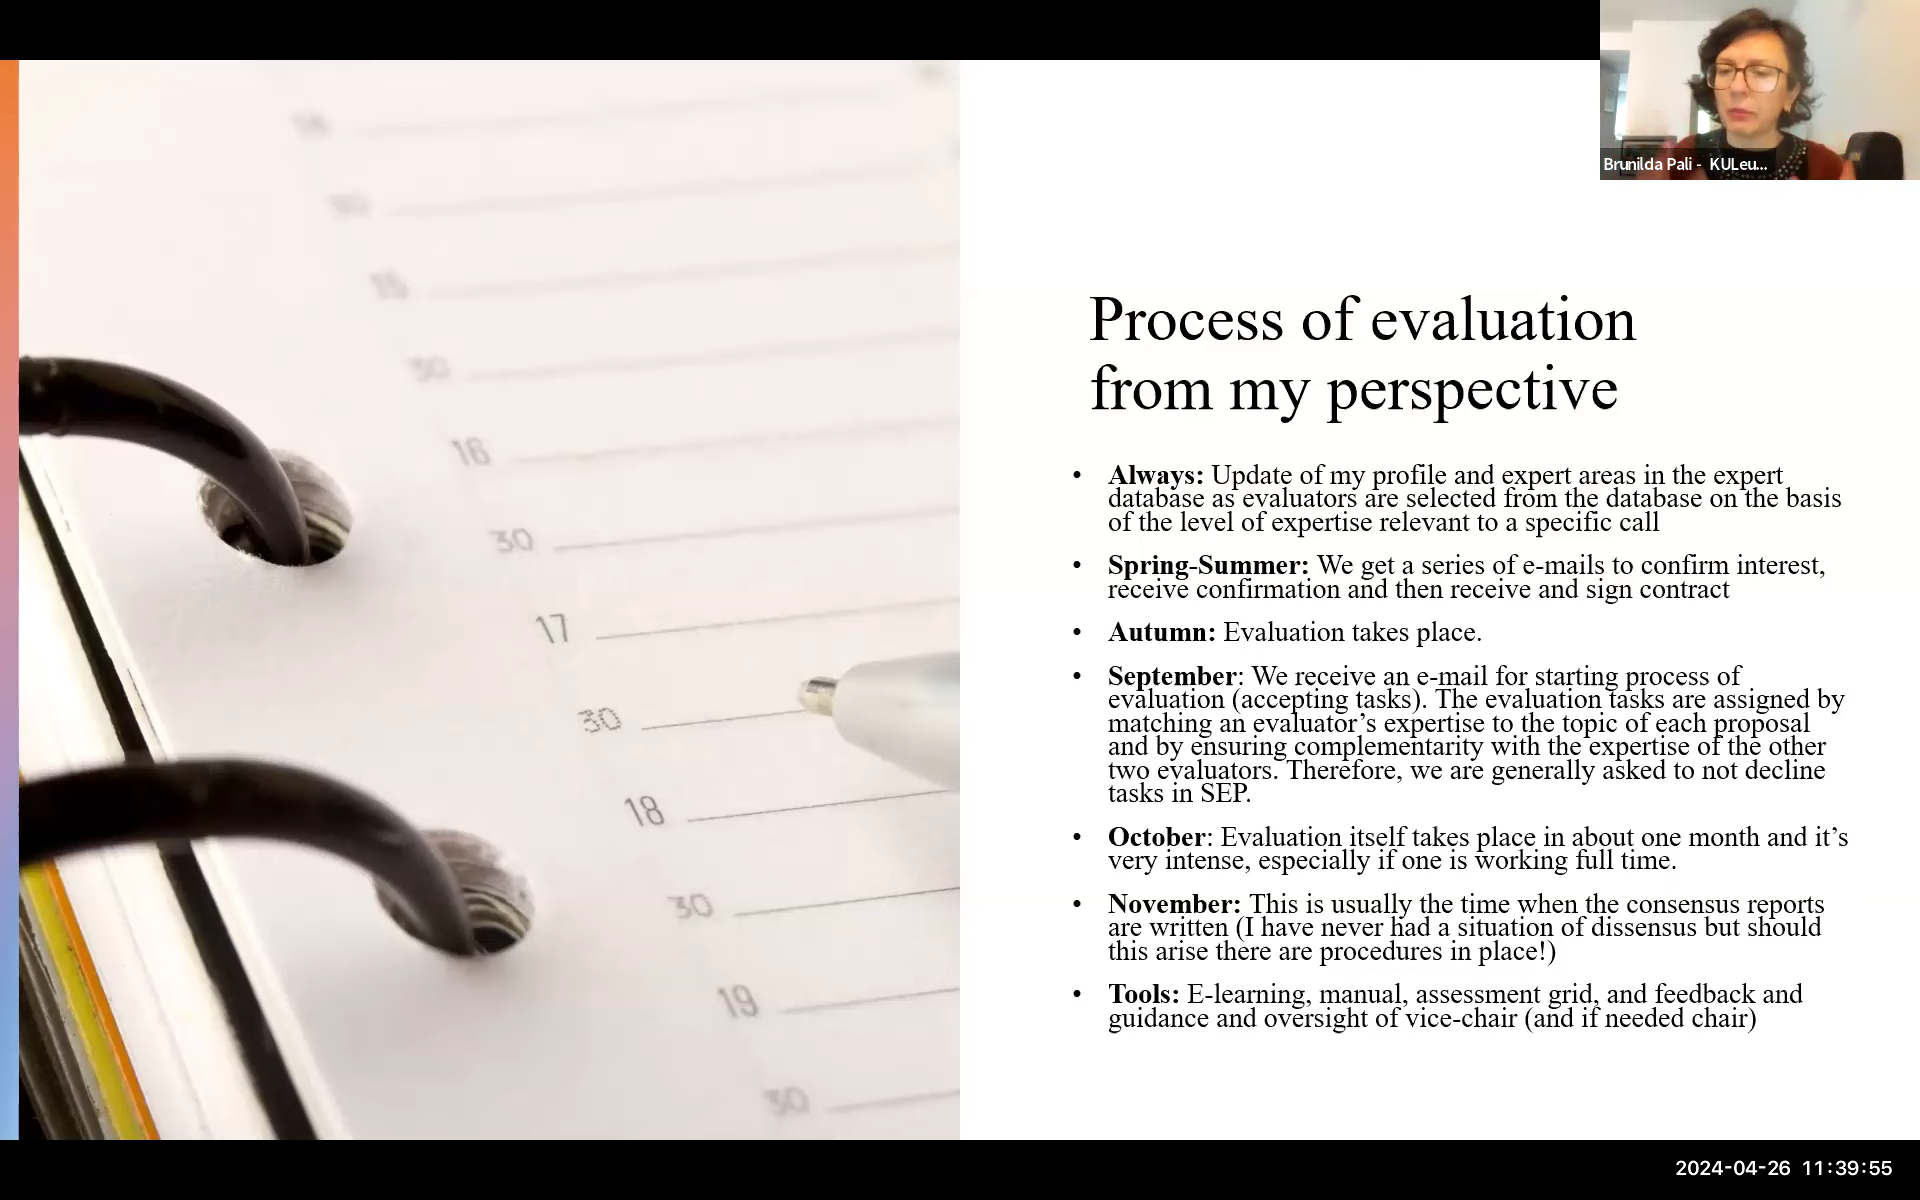 Brunilda Pali - KULeu...
30
15
30
16
30
17
30
18
30
19
30
Process of evaluation
from my perspective
• Always: Update of my profile and expert areas in the expert
database as evaluators are selected from the database on the basis
of the level of expertise relevant to a specific call
• Spring-Summer: We get a series of e-mails to confirm interest,
receive confirmation and then receive and sign contract
• Autumn: Evaluation takes place.
• September: We receive an e-mail for starting process of
evaluation (accepting tasks). The evaluation tasks are assigned by
matching an evaluator’s expertise to the topic of each proposal
and by ensuring complementarity with the expertise of the other
two evaluators. Therefore, we are generally asked to not decline
tasks in SEP.
• October: Evaluation itself takes place in about one month and it’s
very intense, especially if one is working full time.
• November: This is usually the time when the consensus reports
are written (I have never had a situation of dissensus but should
this arise there are procedures in place!)
• Tools: E-learning, manual, assessment grid, and feedback and
guidance and oversight of vice-chair (and if needed chair)
2024-04-26 11:39:55